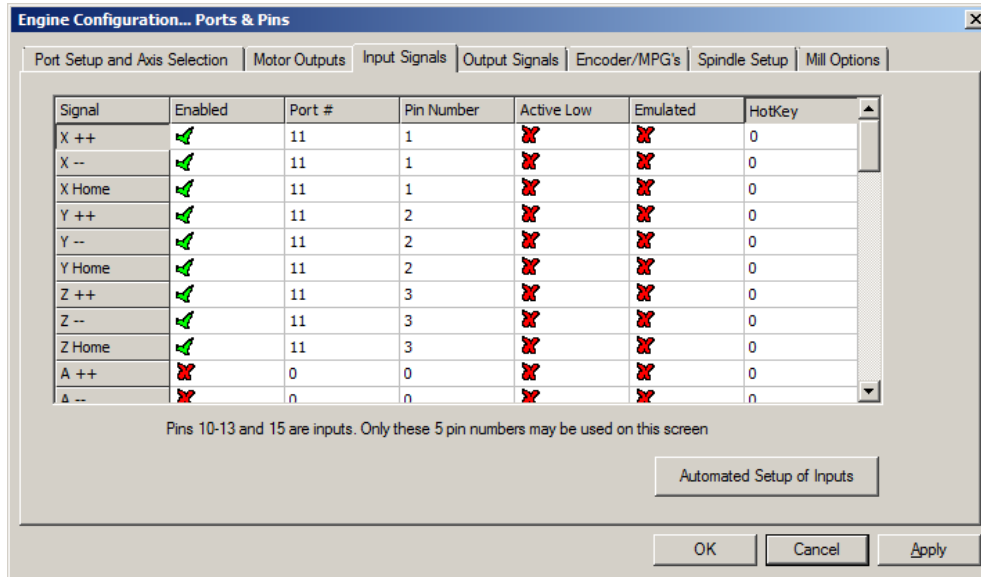 Engine Configuration... Ports & Pins
Port Setup and Axis Selection Motor Outputs Input Signals Output Signals Encoder/MPG's Spindle Setup Mill Options
Signal Enabled Port # Pin Number Active Low Emulated HotKey
X ++ 11 1 0
X -- 11 1 0
X Home 11 1 0
Y ++ 11 2 0
Y -- 11 2 0
Y Home 11 2 0
Z ++ 11 3 0
Z -- 11 3 0
Z Home 11 3 0
A ++ 0 0 0
A -- 0 0 0
Pins 10-13 and 15 are inputs. Only these 5 pin numbers may be used on this screen
Automated Setup of Inputs
OK Cancel Apply